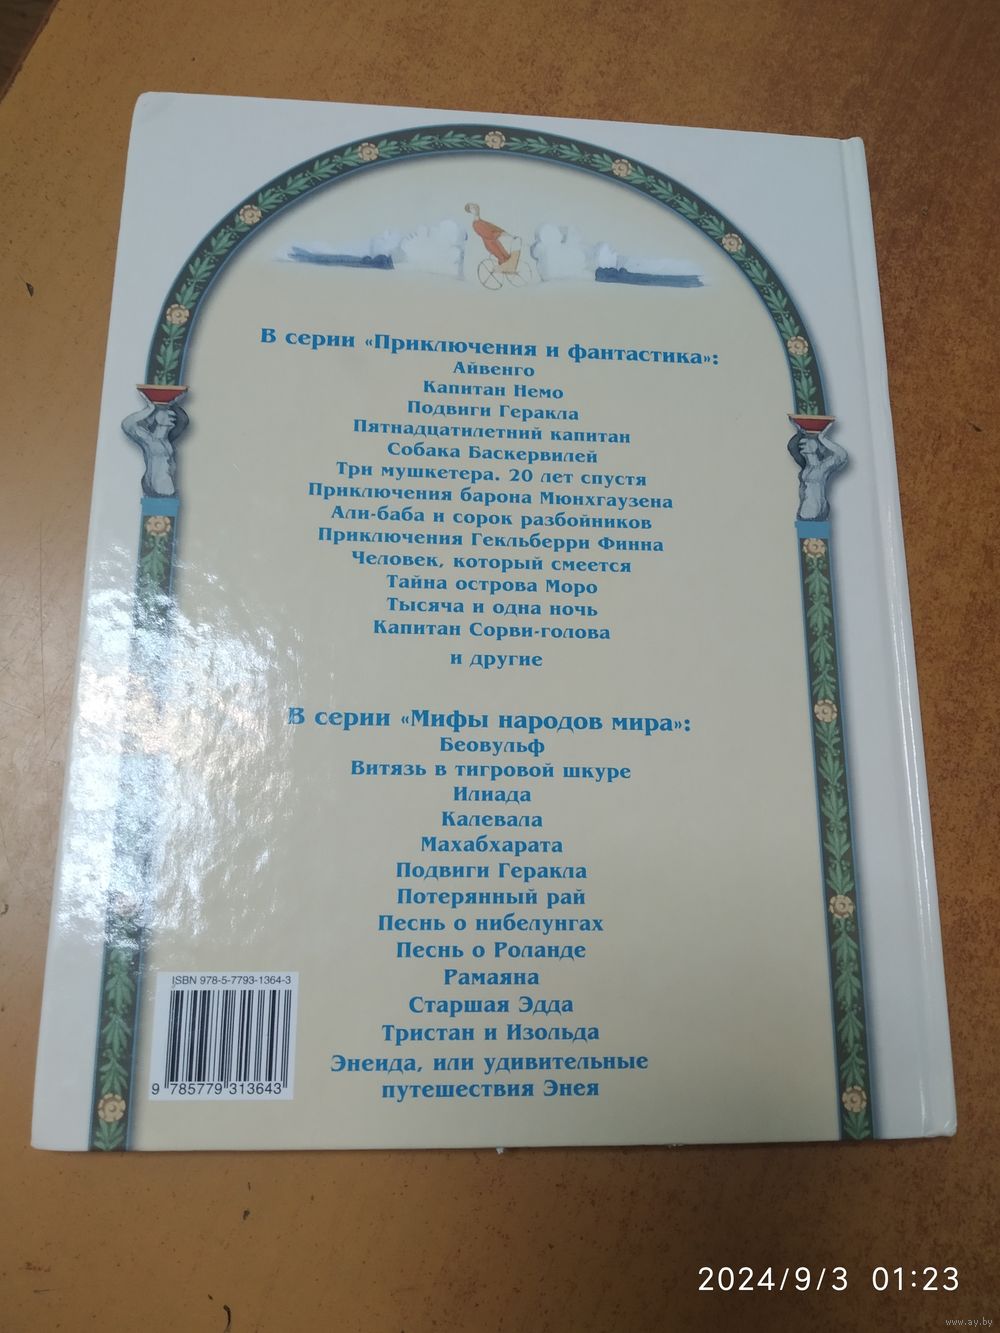 В серии «Приключения и фантастика»:
Айвенго
Капитан Немо
Подвиги Геракла
Пятнадцатилетний капитан
Собака Баскервилей
Три мушкетера. 20 лет спустя
Приключения барона Мюнхгаузена
Али-баба и сорок разбойников
Приключения Гекльберри Финна
Человек, который смеется
Тайна острова Моро
Тысяча и одна ночь
Капитан Сорви-голова
и другие
В серии «Мифы народов мира»:
Беовульф
Витязь в тигровой шкуре
Илиада
Калевала
Махабхарата
Подвиги Геракла
Потерянный рай
Песнь о нибелунгах
Песнь о Роланде
Рамаяна
Старшая Эдда
Тристан и Изольда
Энеида, или удивительные
путешествия Энея
ISBN 978-5-7793-1364-3
9 785779 313643
2024/9/3 01:23
www.ay.by